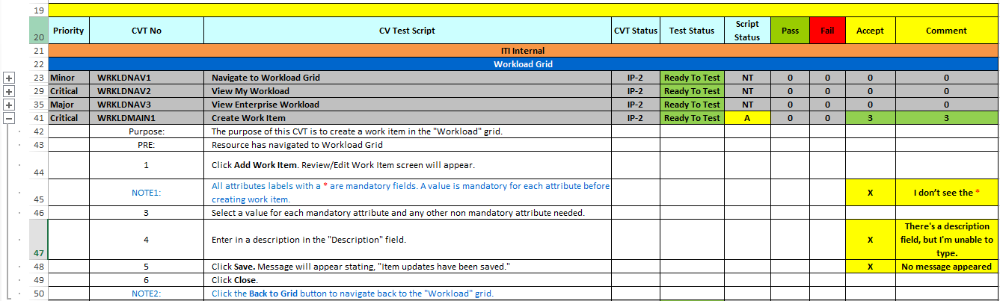 19
20 Priority CVT No CV Test Script CVT Status Test Status Script Status Pass Fail Accept Comment
21 ITI Internal
22 Workload Grid
23 Minor WRKLDNAV1 Navigate to Workload Grid IP-2 Ready To Test NT 0 0 0 0
29 Critical WRKLDNAV2 View My Workload IP-2 Ready To Test NT 0 0 0 0
35 Major WRKLDNAV3 View Enterprise Workload IP-2 Ready To Test NT 0 0 0 0
41 Critical WRKLDMAIN1 Create Work Item IP-2 Ready To Test A 0 0 3 3
42 Purpose: The purpose of this CVT is to create a work item in the "Workload" grid.
43 PRE: Resource has navigated to Workload Grid
44 1 Click Add Work Item. Review/Edit Work Item screen will appear.
45 NOTE1: All attributes labels with a * are mandatory fields. A value is mandatory for each attribute before
creating work item. X I don't see the *
46 3 Select a value for each mandatory attribute and any other non mandatory attribute needed.
47 4 Enter in a description in the "Description" field. X There's a description
field, but I'm unable to
type.
48 5 Click Save. Message will appear stating, "Item updates have been saved." X No message appeared
49 6 Click Close.
50 NOTE2: Click the Back to Grid button to navigate back to the "Workload" grid.